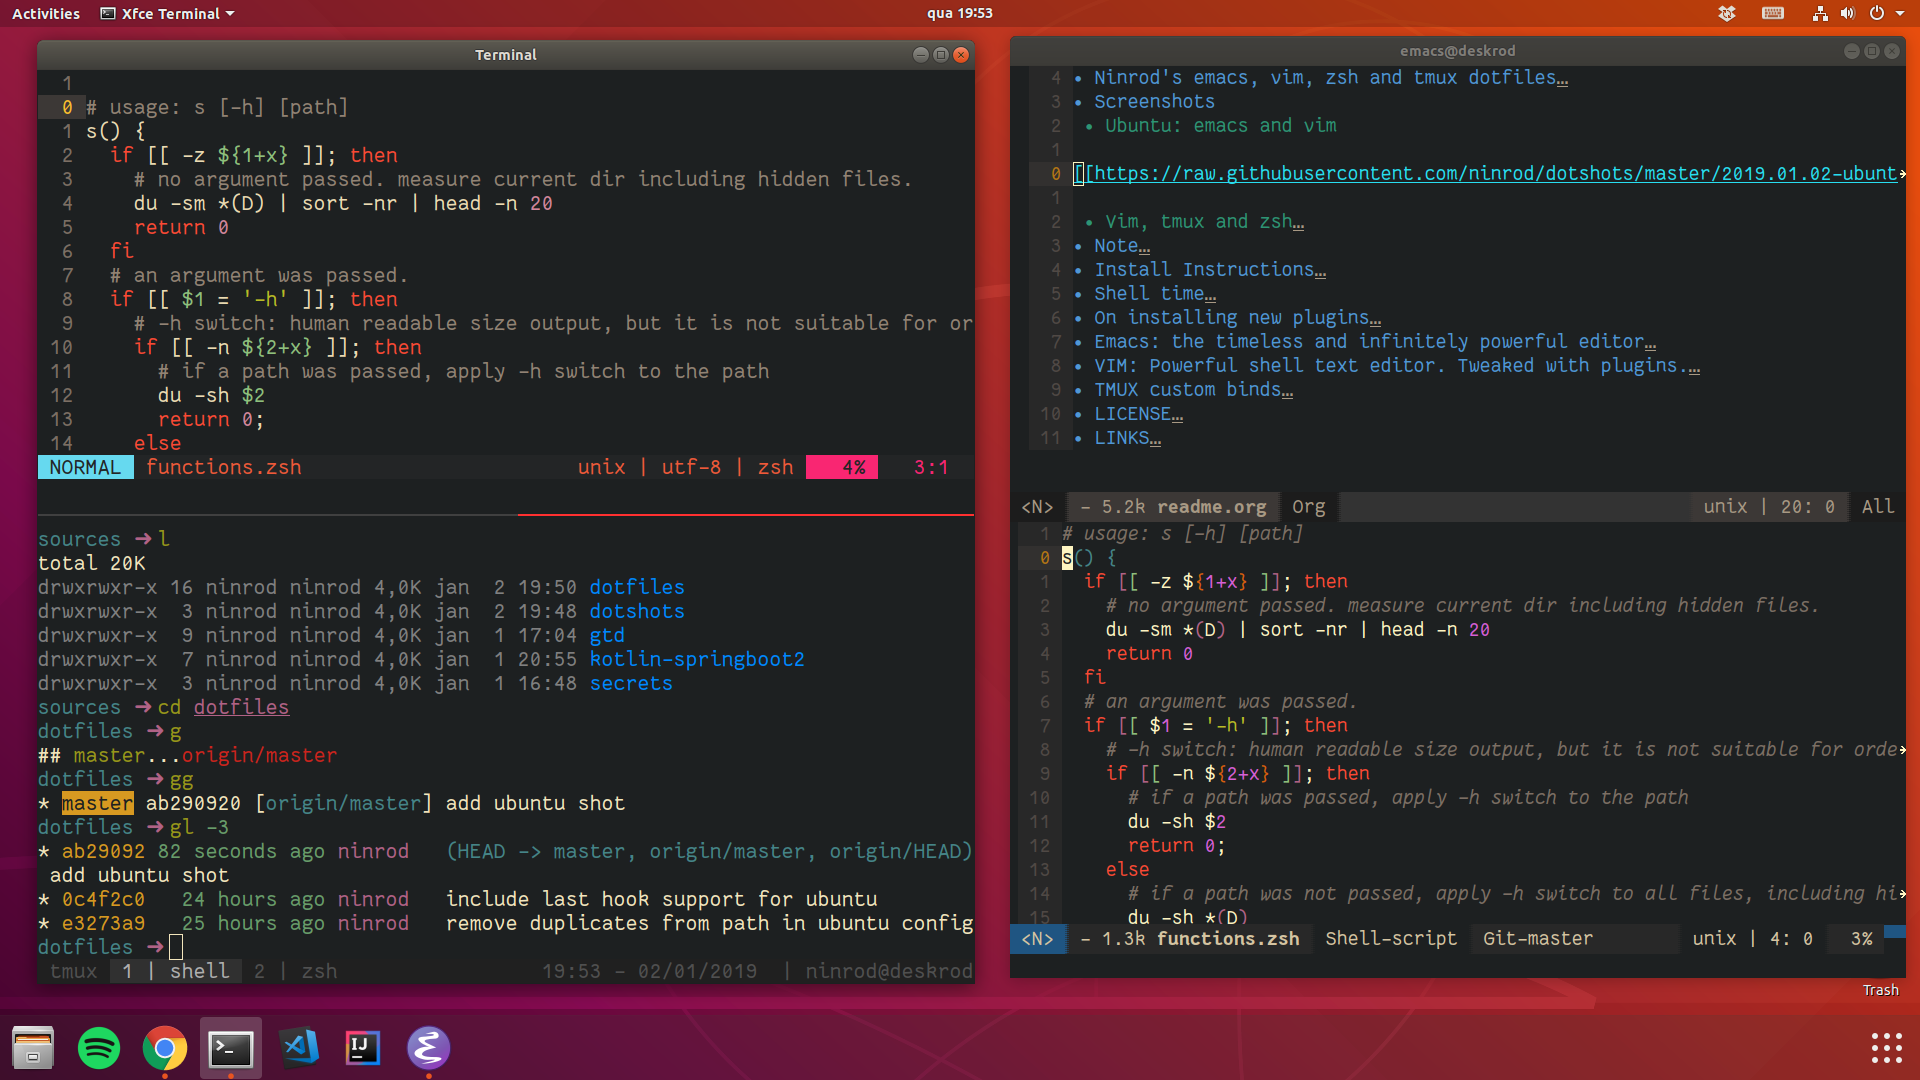 Activities Xfce Terminal qua 19:53
Terminal
1
0 # usage: s [-h] [path]
1 s() {
2 if [[ -z ${1+x} ]]; then
3 # no argument passed. measure current dir including hidden files.
4 du -sm *(D) | sort -nr | head -n 20
5 return 0
6 fi
7 # an argument was passed.
8 if [[ $1 = '-h' ]]; then
9 # -h switch: human readable size output, but it is not suitable for or
10 if [[ -n ${2+x} ]]; then
11 # if a path was passed, apply -h switch to the path
12 du -sh $2
13 return 0;
14 else
NORMAL functions.zsh unix | utf-8 | zsh 4% 3:1
sources ➜ l
total 20K
drwxrwxr-x 16 ninrod ninrod 4,0K jan 2 19:50 dotfiles
drwxrwxr-x 3 ninrod ninrod 4,0K jan 2 19:48 dotshots
drwxrwxr-x 9 ninrod ninrod 4,0K jan 1 17:04 gtd
drwxrwxr-x 7 ninrod ninrod 4,0K jan 1 20:55 kotlin-springboot2
drwxrwxr-x 3 ninrod ninrod 4,0K jan 1 16:48 secrets
sources ➜ cd dotfiles
dotfiles ➜ g
## master...origin/master
dotfiles ➜ gg
* master ab290920 [origin/master] add ubuntu shot
dotfiles ➜ gl -3
* ab29092 82 seconds ago ninrod (HEAD -> master, origin/master, origin/HEAD)
add ubuntu shot
* 0c4f2c0 24 hours ago ninrod include last hook support for ubuntu
* e3273a9 25 hours ago ninrod remove duplicates from path in ubuntu config
dotfiles ➜
tmux 1 | shell 2 | zsh 19:53 - 02/01/2019 | ninrod@deskrod
emacs@deskrod
4 • Ninrod's emacs, vim, zsh and tmux dotfiles…
3 • Screenshots
2 • Ubuntu: emacs and vim
1
0 [[https://raw.githubusercontent.com/ninrod/dotshots/master/2019.01.02-ubunt
1
2 • Vim, tmux and zsh…
3 • Note…
4 • Install Instructions…
5 • Shell time…
6 • On installing new plugins…
7 • Emacs: the timeless and infinitely powerful editor…
8 • VIM: Powerful shell text editor. Tweaked with plugins.…
9 • TMUX custom binds…
10 • LICENSE…
11 • LINKS…
<N> - 5.2k readme.org Org unix | 20: 0 All
1 # usage: s [-h] [path]
0 s() {
1 if [[ -z ${1+x} ]]; then
2 # no argument passed. measure current dir including hidden files.
3 du -sm *(D) | sort -nr | head -n 20
4 return 0
5 fi
6 # an argument was passed.
7 if [[ $1 = '-h' ]]; then
8 # -h switch: human readable size output, but it is not suitable for orde
9 if [[ -n ${2+x} ]]; then
10 # if a path was passed, apply -h switch to the path
11 du -sh $2
12 return 0;
13 else
14 # if a path was not passed, apply -h switch to all files, including hi
15 du -sh *(D)
<N> - 1.3k functions.zsh Shell-script Git-master unix | 4: 0 3%
Trash
IJ